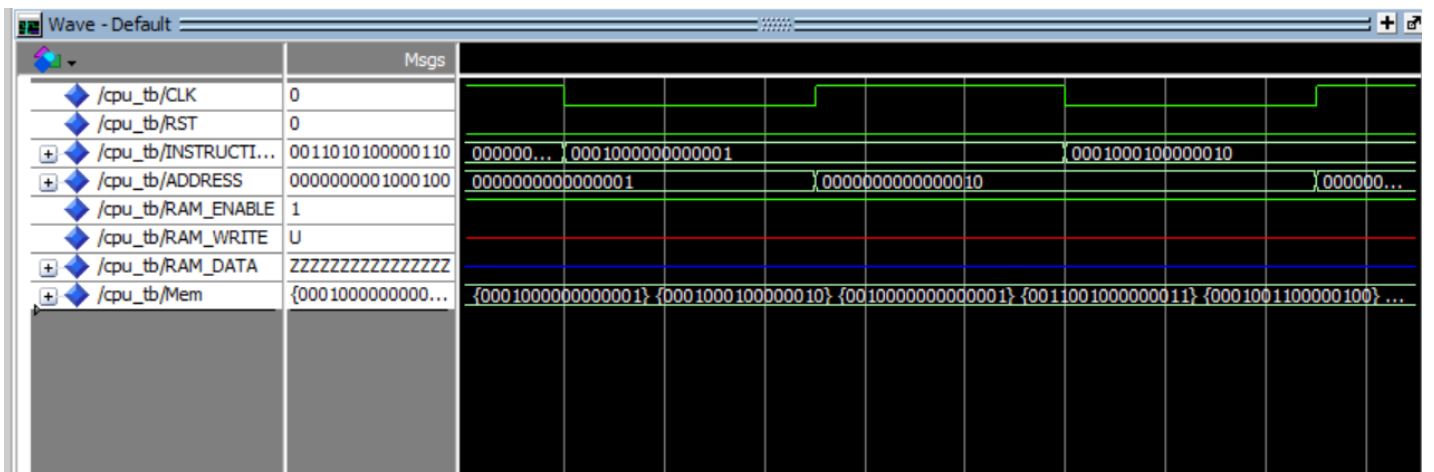 Wave - Default
Msgs
/cpu_tb/CLK 0
/cpu_tb/RST 0
/cpu_tb/INSTRUCTI... 0011010100000110 000000... 0001000000000001 0001000100000010
/cpu_tb/ADDRESS 0000000001000100 0000000000000001 0000000000000010 000000...
/cpu_tb/RAM_ENABLE 1
/cpu_tb/RAM_WRITE U
/cpu_tb/RAM_DATA ZZZZZZZZZZZZZZZZ
/cpu_tb/Mem {0001000000000... {0001000000000001} {0001000100000010} {0010000000000001} {0011001000000011} {0001001100000100} ...